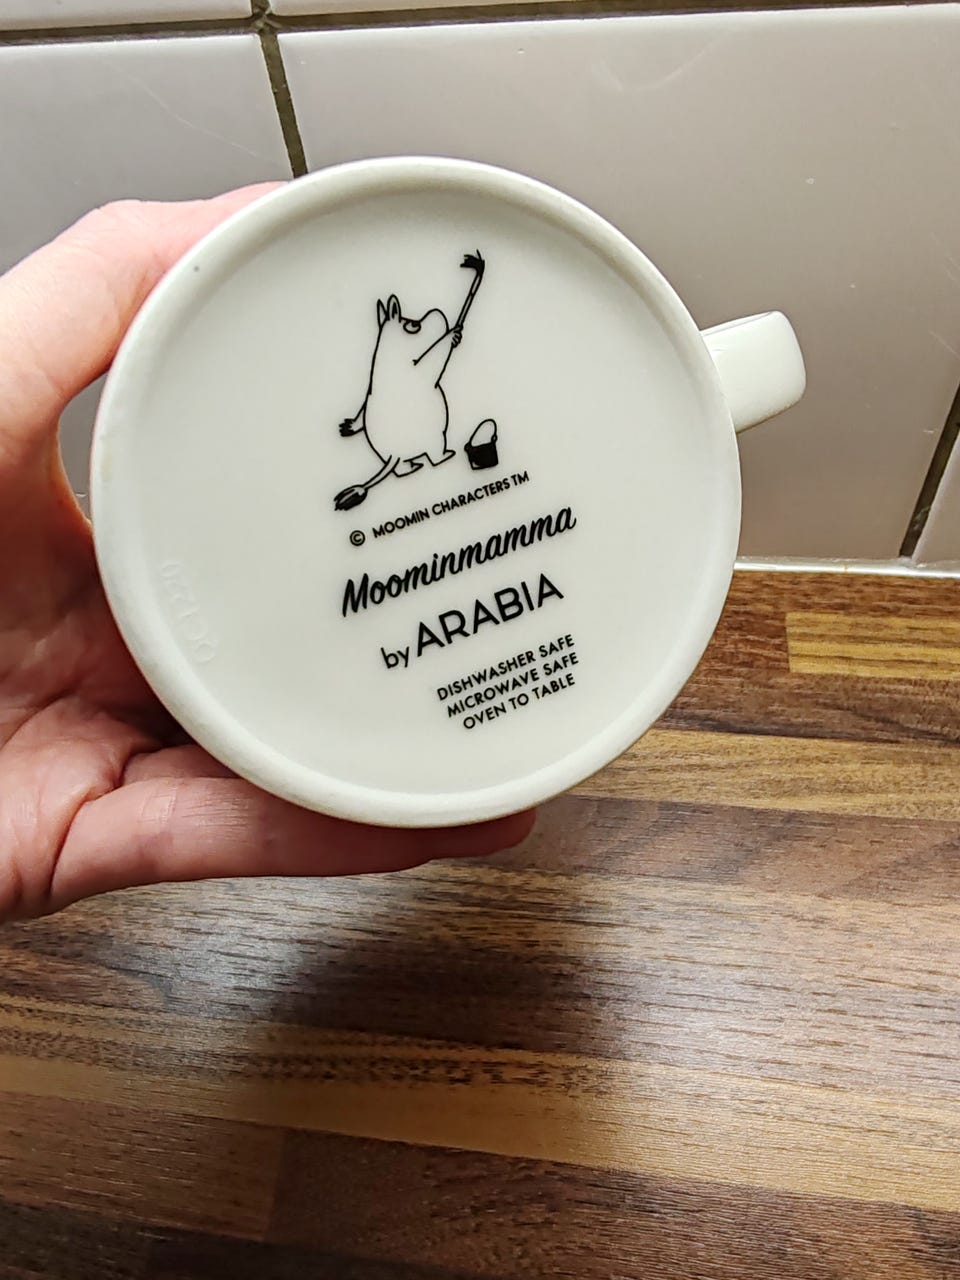 © MOOMIN CHARACTERS TM
Moominmamma
by ARABIA
DISHWASHER SAFE
MICROWAVE SAFE
OVEN TO TABLE